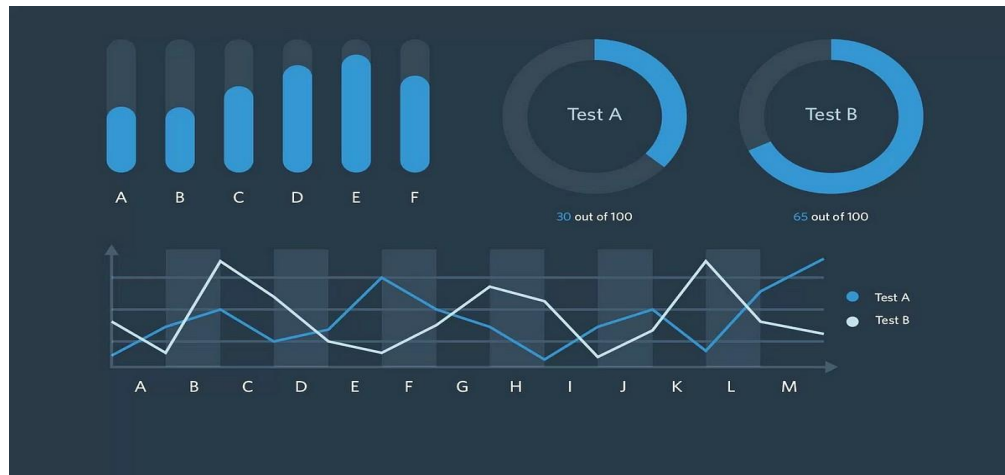 A B C D E F
Test A
30 out of 100
Test B
65 out of 100
Test A
Test B
A B C D E F G H I J K L M